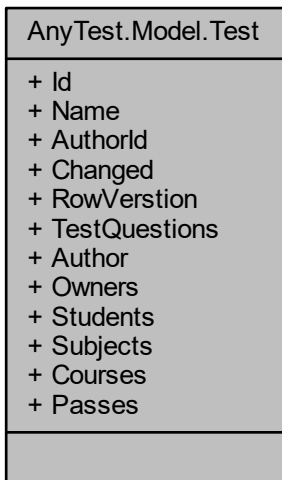 AnyTest.Model.Test
+ Id
+ Name
+ AuthorId
+ Changed
+ RowVerstion
+ TestQuestions
+ Author
+ Owners
+ Students
+ Subjects
+ Courses
+ Passes